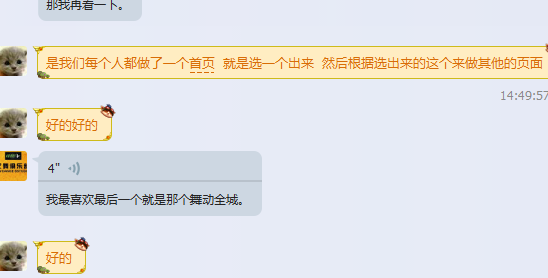 那我再看一下。
是我们每个人都做了一个首页 就是选一个出来 然后根据选出来的这个来做其他的页面
14:49:57
好的好的
4"
我最喜欢最后一个就是那个舞动全城。
好的